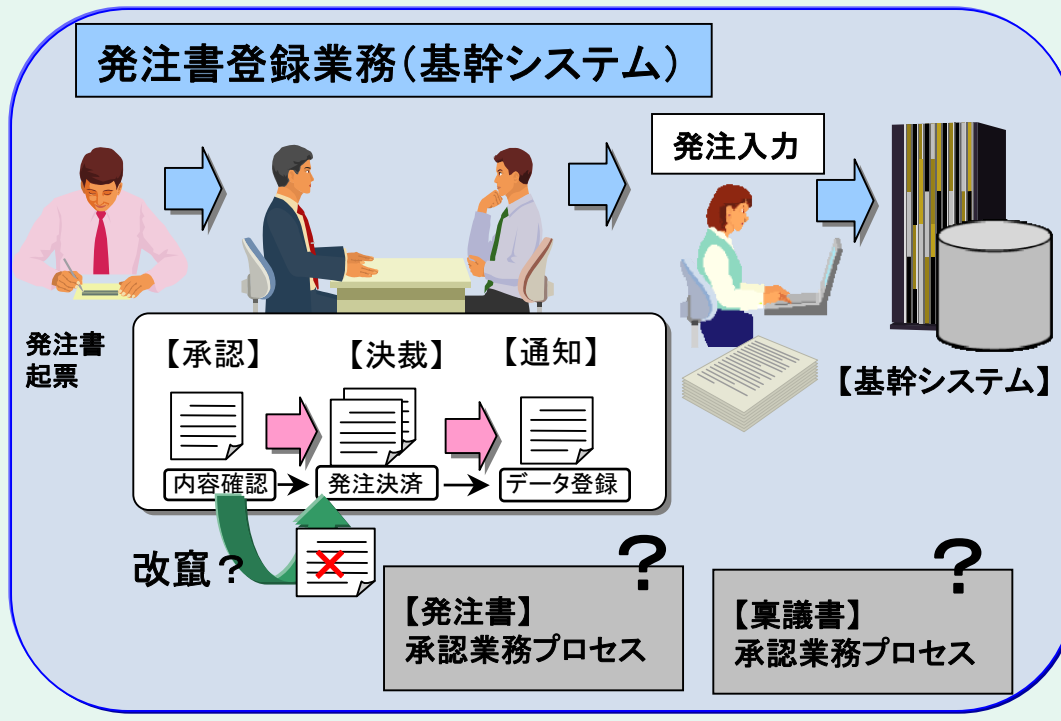 発注書登録業務（基幹システム）
発注入力
発注書
起票
【承認】
【決裁】
【通知】
【基幹システム】
内容確認
発注決済
データ登録
改竄？
？
【発注書】
承認業務プロセス
？
【稟議書】
承認業務プロセス